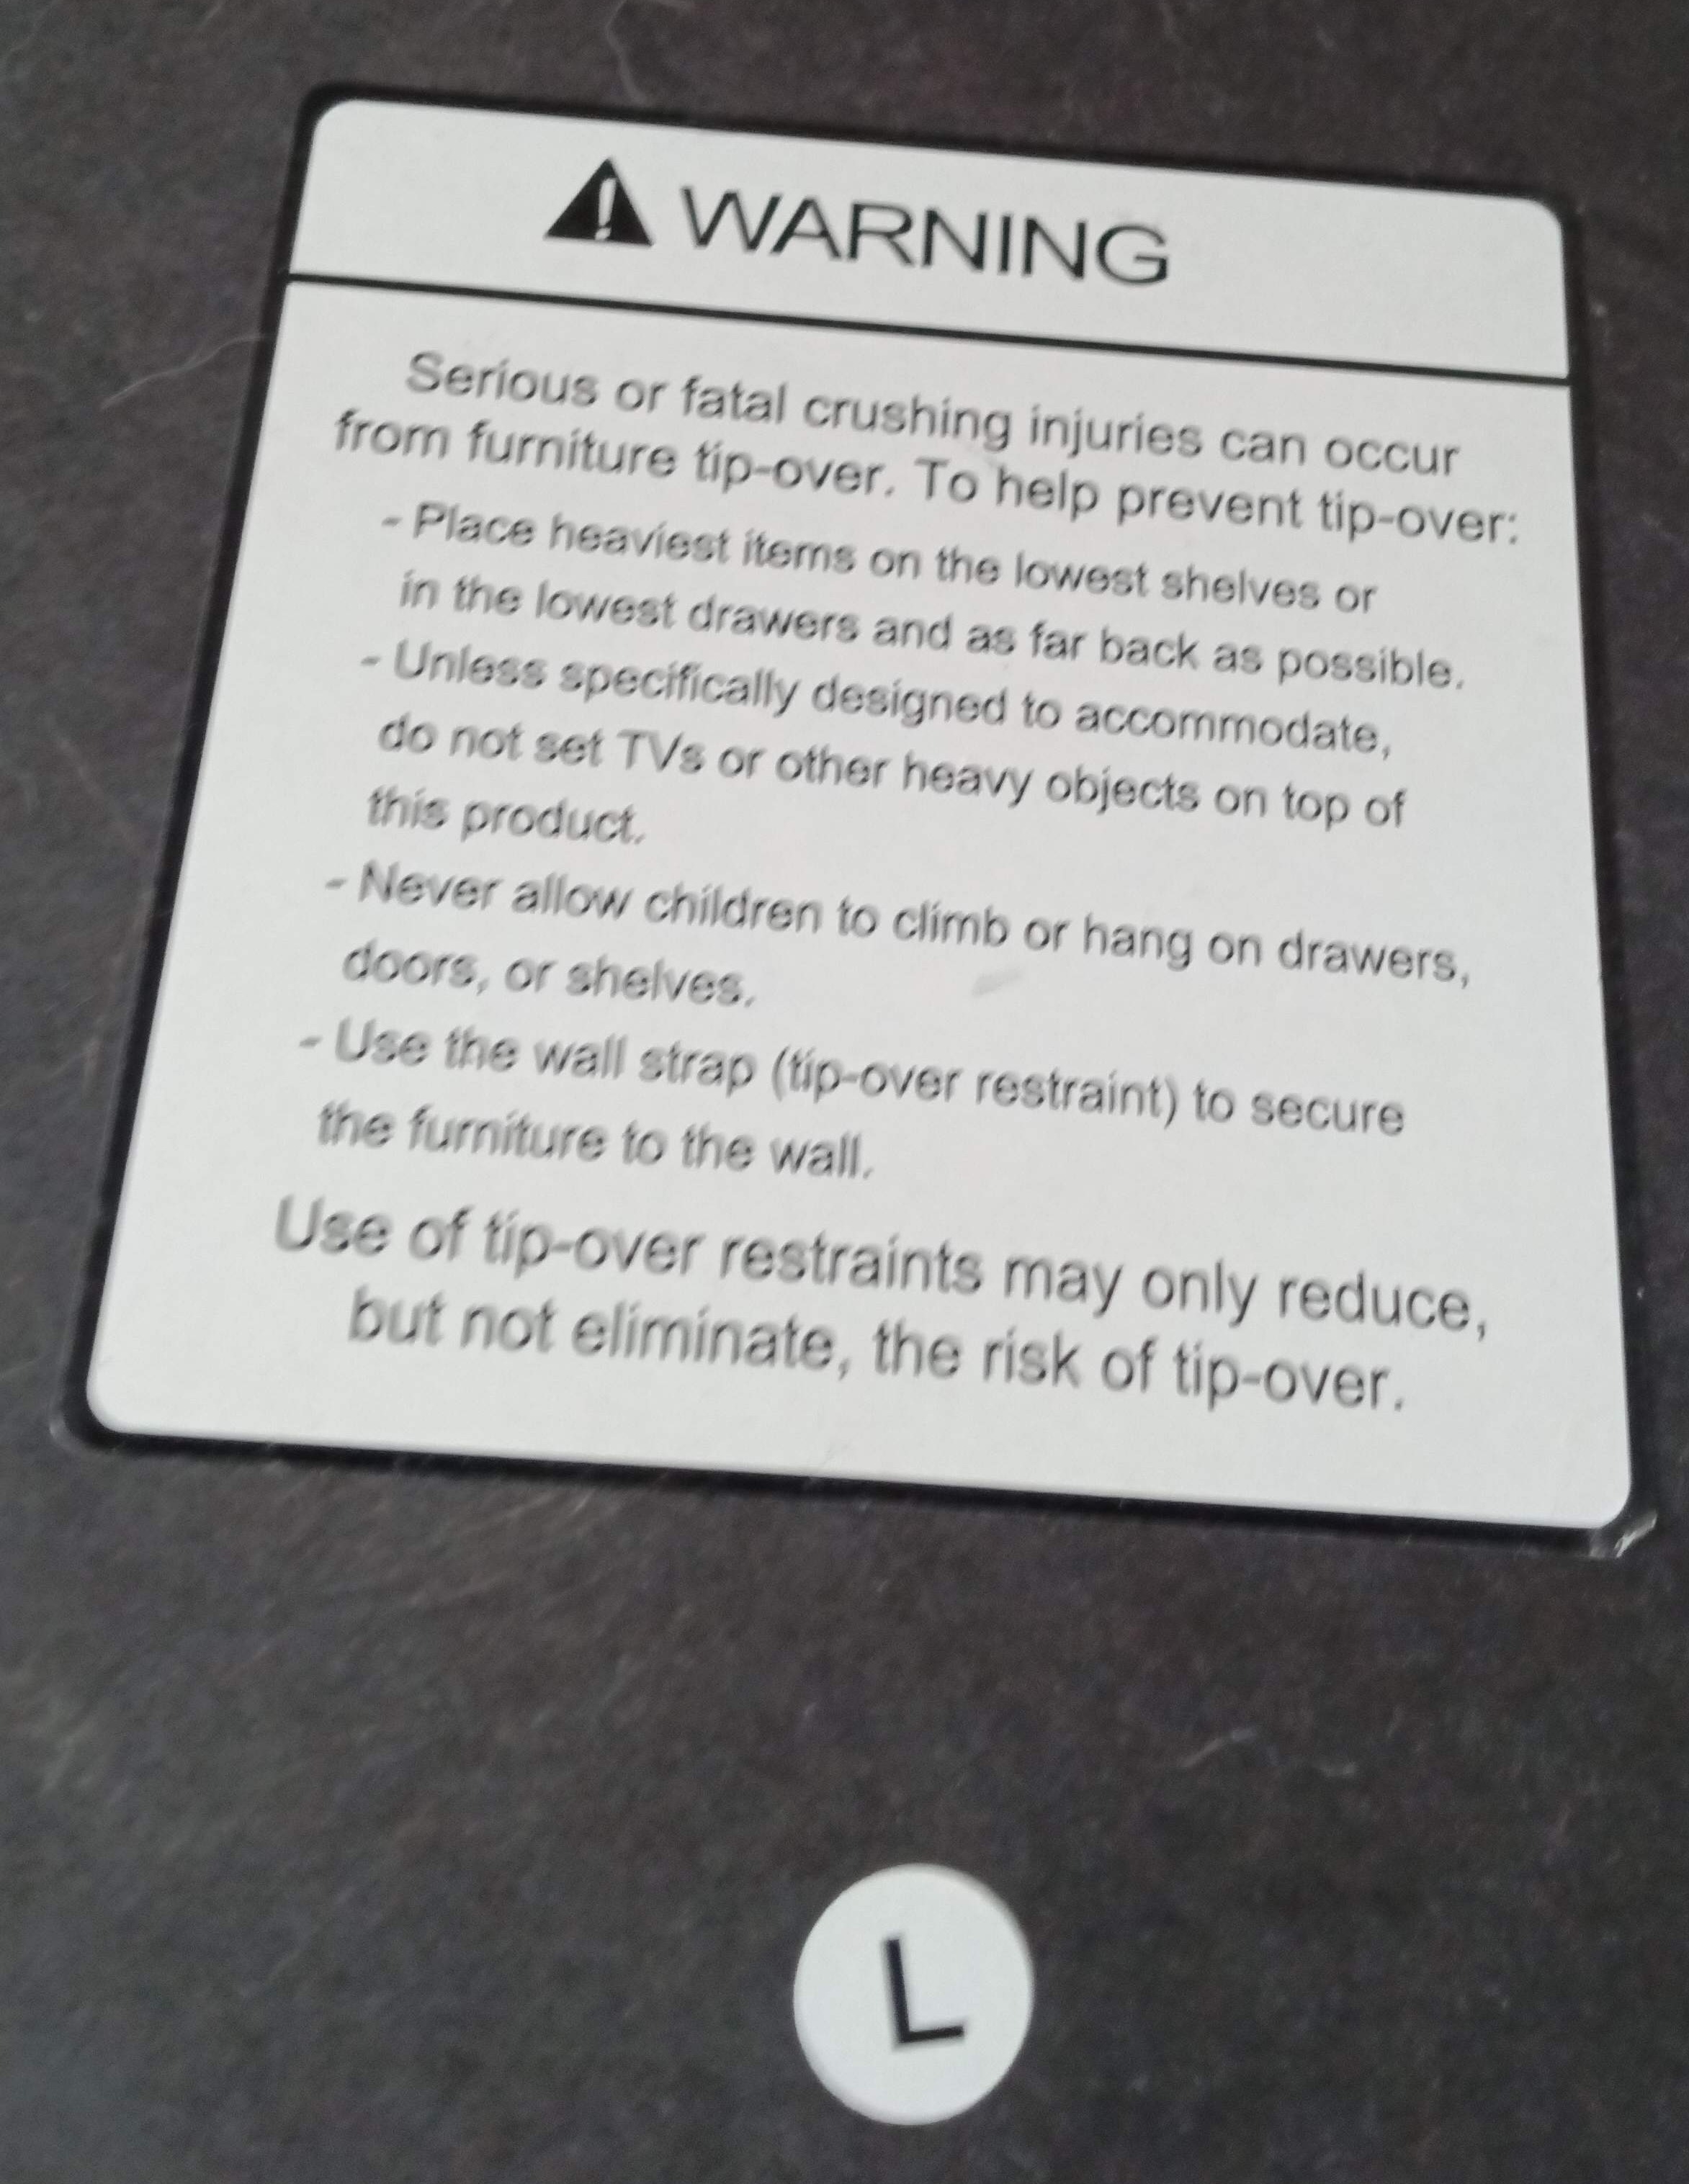 WARNING
Serious or fatal crushing injuries can occur
from furniture tip-over. To help prevent tip-over:
- Place heaviest items on the lowest shelves or
in the lowest drawers and as far back as possible.
- Unless specifically designed to accommodate,
do not set TVs or other heavy objects on top of
this product.
- Never allow children to climb or hang on drawers,
doors, or shelves.
- Use the wall strap (tip-over restraint) to secure
the furniture to the wall.
Use of tip-over restraints may only reduce,
but not eliminate, the risk of tip-over.
L